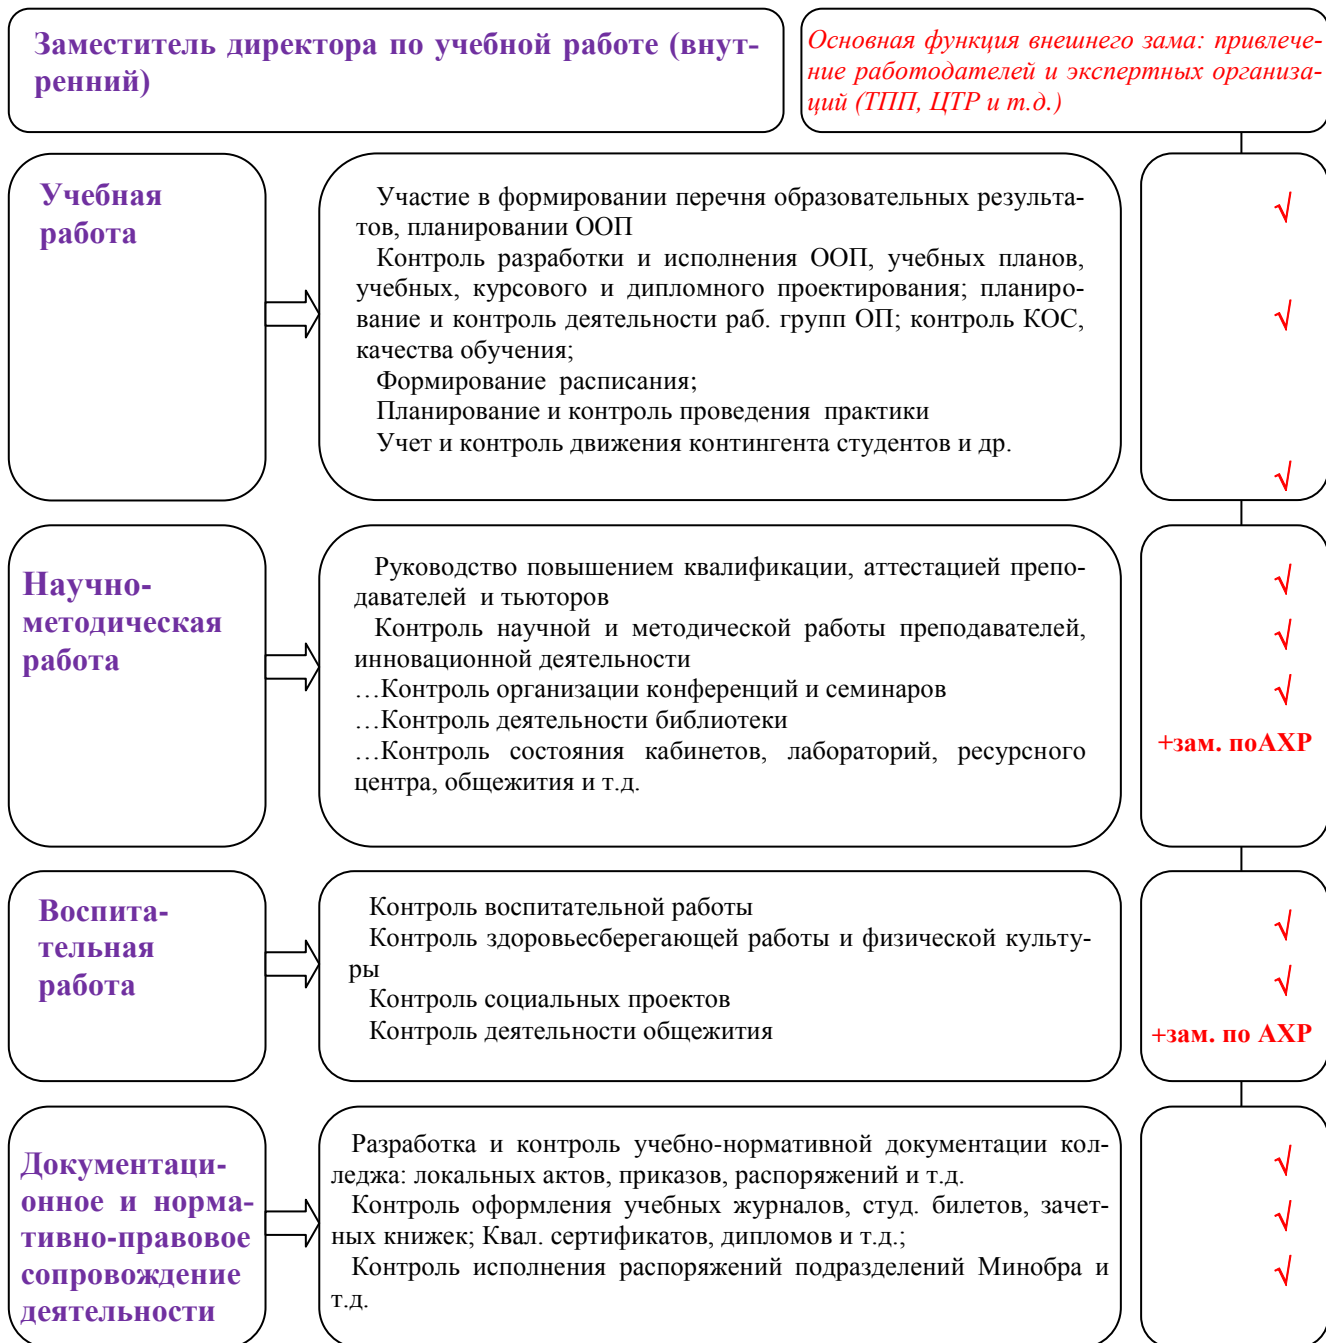 Заместитель директора по учебной работе (внут-
ренний)
Основная функция внешнего зама: привлече-
ние работодателей и экспертных организа-
ций (ТПП, ЦТР и т.д.)
Учебная
работа
Участие в формировании перечня образовательных результа-
тов, планировании ООП
Контроль разработки и исполнения ООП, учебных планов,
учебных, курсового и дипломного проектирования; планиро-
вание и контроль деятельности раб. групп ОП; контроль КОС,
качества обучения;
Формирование расписания;
Планирование и контроль проведения практики
Учет и контроль движения контингента студентов и др.
√
√
√
Научно-
методическая
работа
Руководство повышением квалификации, аттестацией препо-
давателей и тьюторов
Контроль научной и методической работы преподавателей,
инновационной деятельности
…Контроль организации конференций и семинаров
…Контроль деятельности библиотеки
…Контроль состояния кабинетов, лабораторий, ресурсного
центра, общежития и т.д.
√
√
√
+зам. поАХР
Воспита-
тельная
работа
Контроль воспитательной работы
Контроль здоровьесберегающей работы и физической культу-
ры
Контроль социальных проектов
Контроль деятельности общежития
√
√
+зам. по АХР
Документаци-
онное и норма-
тивно-правовое
сопровождение
деятельности
Разработка и контроль учебно-нормативной документации кол-
леджа: локальных актов, приказов, распоряжений и т.д.
Контроль оформления учебных журналов, студ. билетов, зачет-
ных книжек; Квал. сертификатов, дипломов и т.д.;
Контроль исполнения распоряжений подразделений Минобра и
т.д.
√
√
√